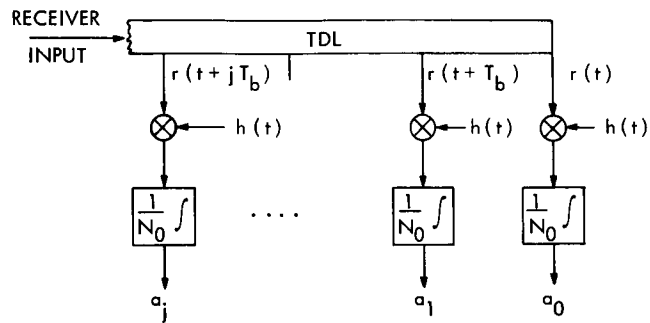 RECEIVER
INPUT
TDL
r(t+jT_b) r(t+T_b) r(t)
h(t) h(t) h(t)
1/N_0 ∫ .... 1/N_0 ∫ 1/N_0 ∫
a_j a_1 a_0